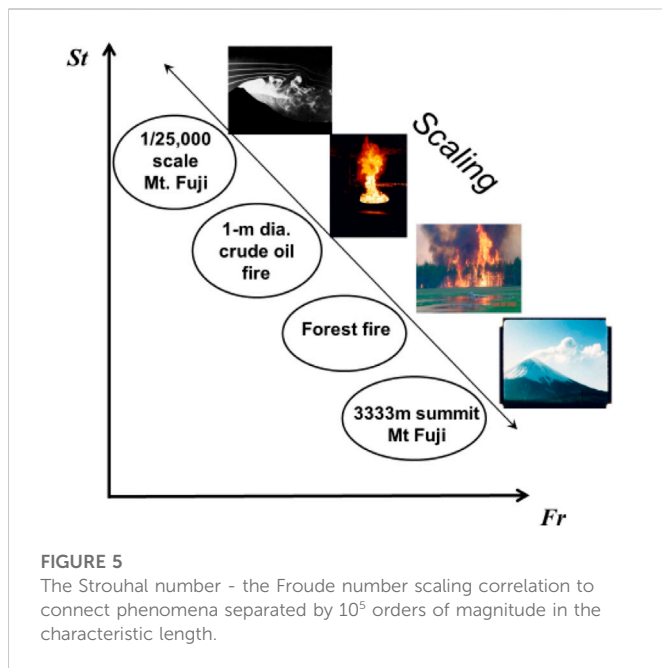 St
1/25,000
scale
Mt. Fuji
Scaling
1-m dia.
crude oil
fire
Forest fire
3333m summit
Mt Fuji
Fr
FIGURE 5
The Strouhal number - the Froude number scaling correlation to
connect phenomena separated by 10⁵ orders of magnitude in the
characteristic length.